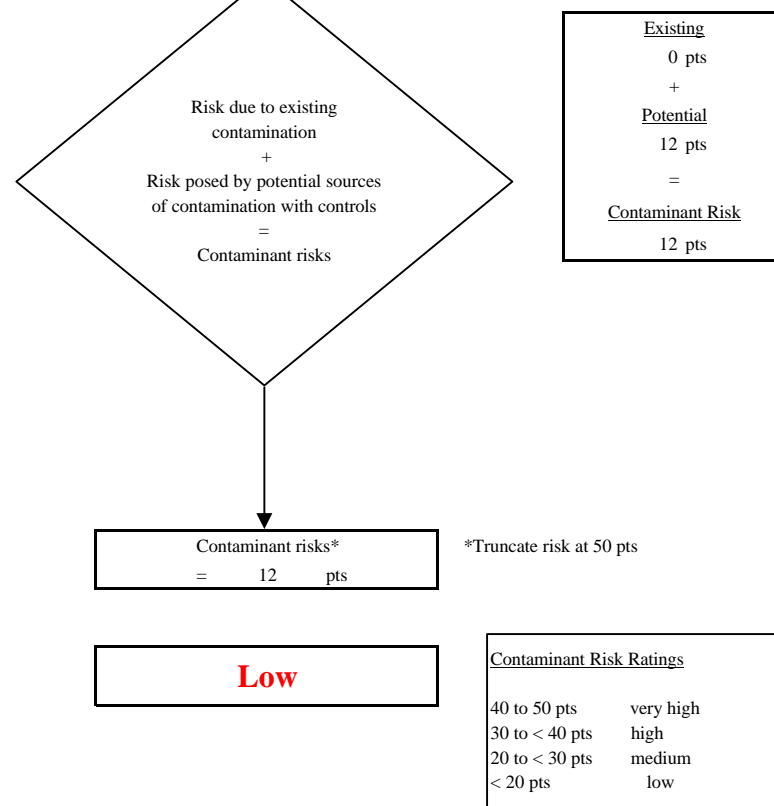 Risk due to existing
contamination
+
Risk posed by potential sources
of contamination with controls
=
Contaminant risks
Existing
0 pts
+
Potential
12 pts
=
Contaminant Risk
12 pts
Contaminant risks*
= 12 pts
*Truncate risk at 50 pts
Low
Contaminant Risk Ratings
40 to 50 pts very high
30 to < 40 pts high
20 to < 30 pts medium
< 20 pts low